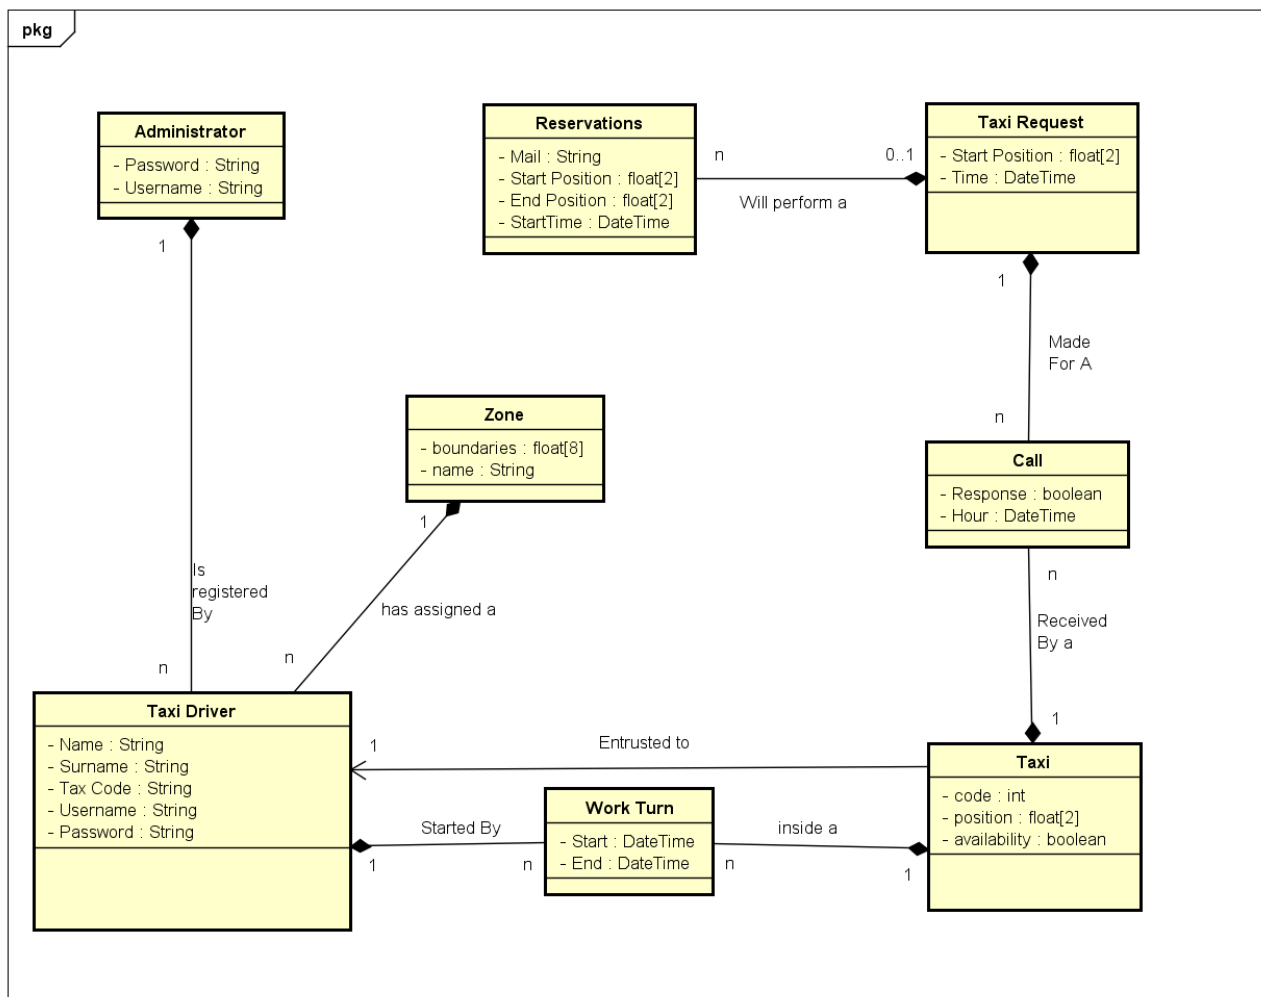 pkg
Administrator
- Password : String
- Username : String
Reservations
- Mail : String
- Start Position : float[2]
- End Position : float[2]
- StartTime : DateTime
Taxi Request
- Start Position : float[2]
- Time : DateTime
n
0..1
Will perform a
1
1
Made
For A
n
Zone
- boundaries : float[8]
- name : String
Call
- Response : boolean
- Hour : DateTime
1
n
Is
registered
By
has assigned a
Received
By a
n
n
1
Taxi Driver
- Name : String
- Surname : String
- Tax Code : String
- Username : String
- Password : String
1
Entrusted to
Taxi
- code : int
- position : float[2]
- availability : boolean
Work Turn
- Start : DateTime
- End : DateTime
Started By
1
n
inside a
n
1